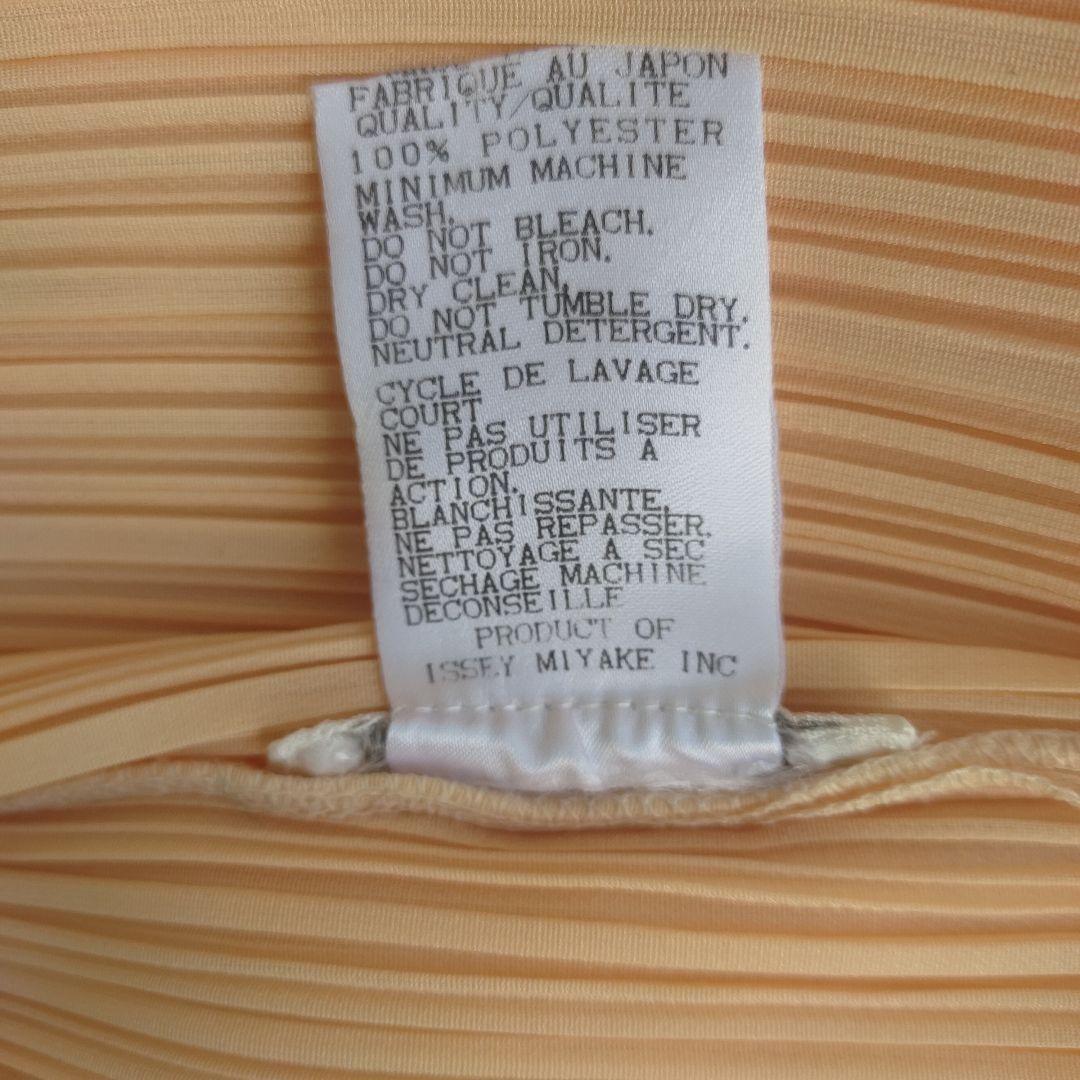 FABRIQUE AU JAPON
QUALITY/QUALITE
100% POLYESTER
MINIMUM MACHINE
WASH.
DO NOT BLEACH.
DO NOT IRON.
DRY CLEAN.
DO NOT TUMBLE DRY.
NEUTRAL DETERGENT.
CYCLE DE LAVAGE
COURT
NE PAS UTILISER
DE PRODUITS A
ACTION.
BLANCHISSANTE.
NE PAS REPASSER.
NETTOYAGE A SEC
SECHAGE MACHINE
DECONSEILLE
PRODUCT OF
ISSEY MIYAKE INC